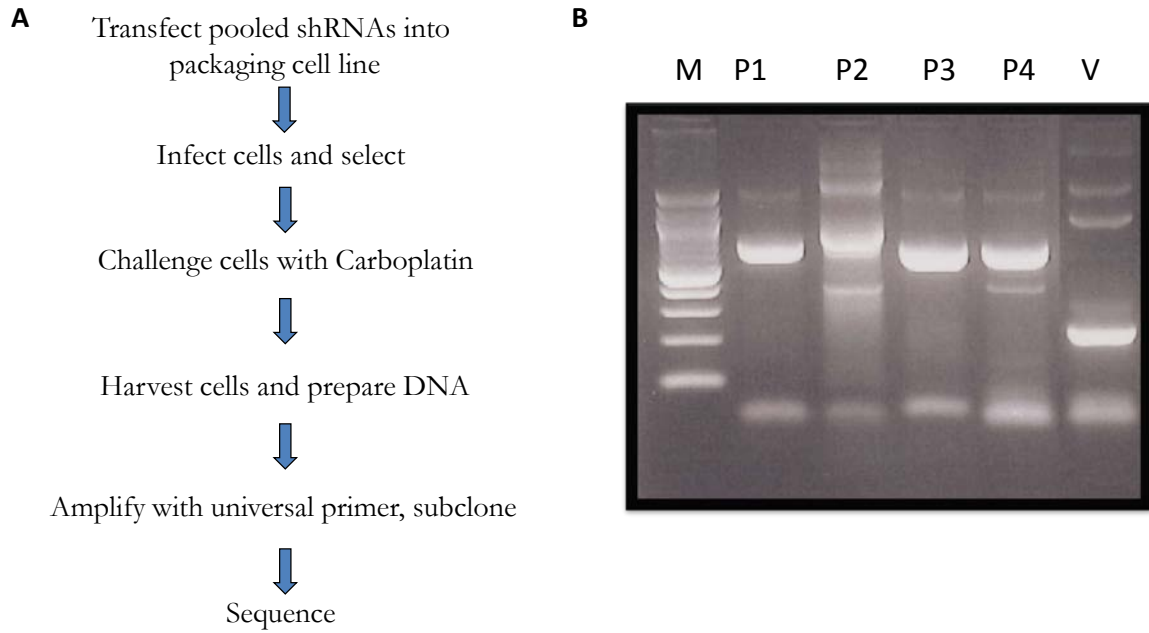 A
Transfect pooled shRNAs into
packaging cell line
Infect cells and select
Challenge cells with Carboplatin
Harvest cells and prepare DNA
Amplify with universal primer, subclone
Sequence
B
M P1 P2 P3 P4 V